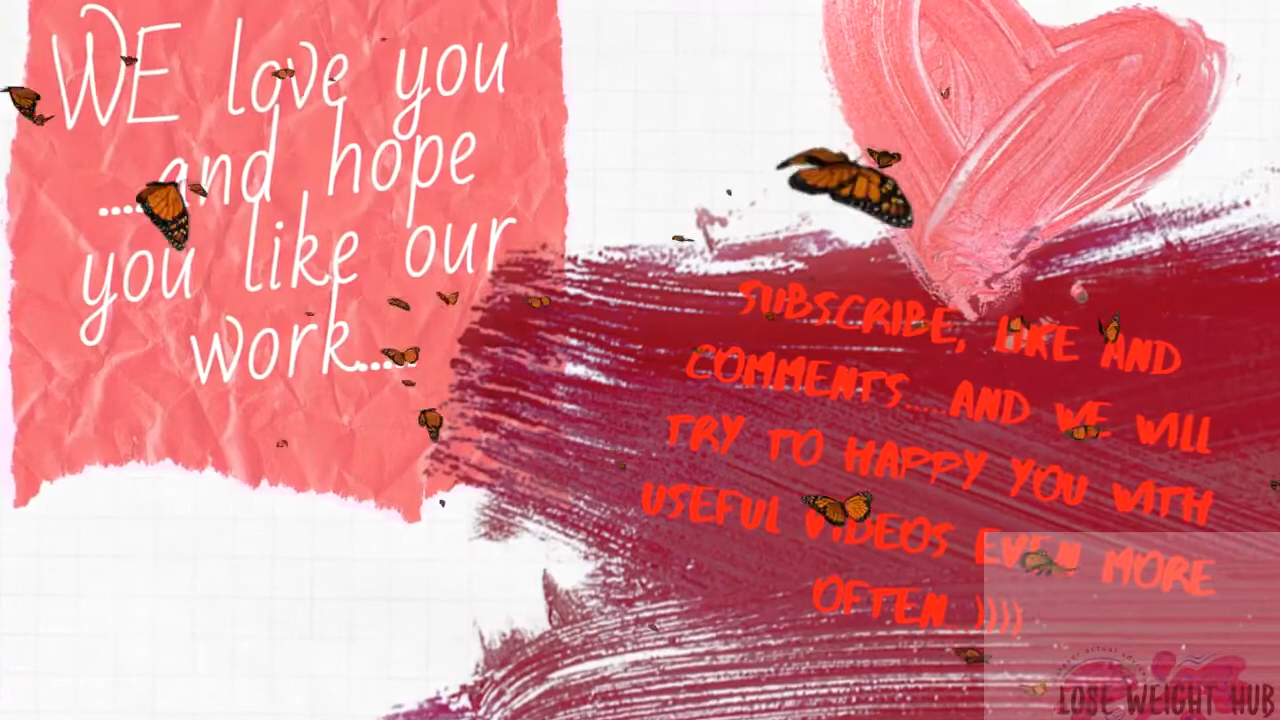 WE love you
.....and hope
you like our
work.....
SUBSCRIBE, LIKE AND
COMMENTS.... AND WE WILL
TRY TO HAPPY YOU WITH
USEFUL VIDEOS EVEN MORE
OFTEN...))))
LOSE WEIGHT HUB